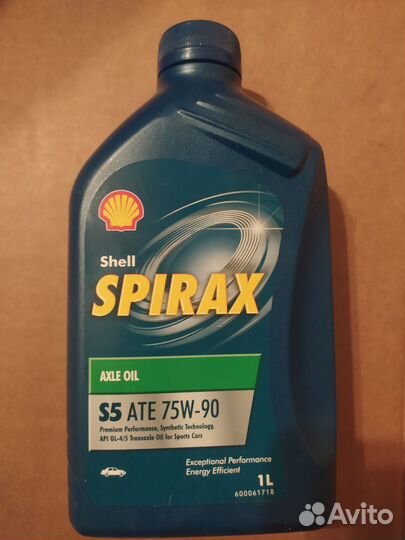 Shell
SPIRAX
AXLE OIL
S5 ATE 75W-90
Premium Performance, Synthetic Technology,
API GL-4/5 Transaxle Oil for Sports Cars
Exceptional Performance
Energy Efficient
1L
600061718
Avito